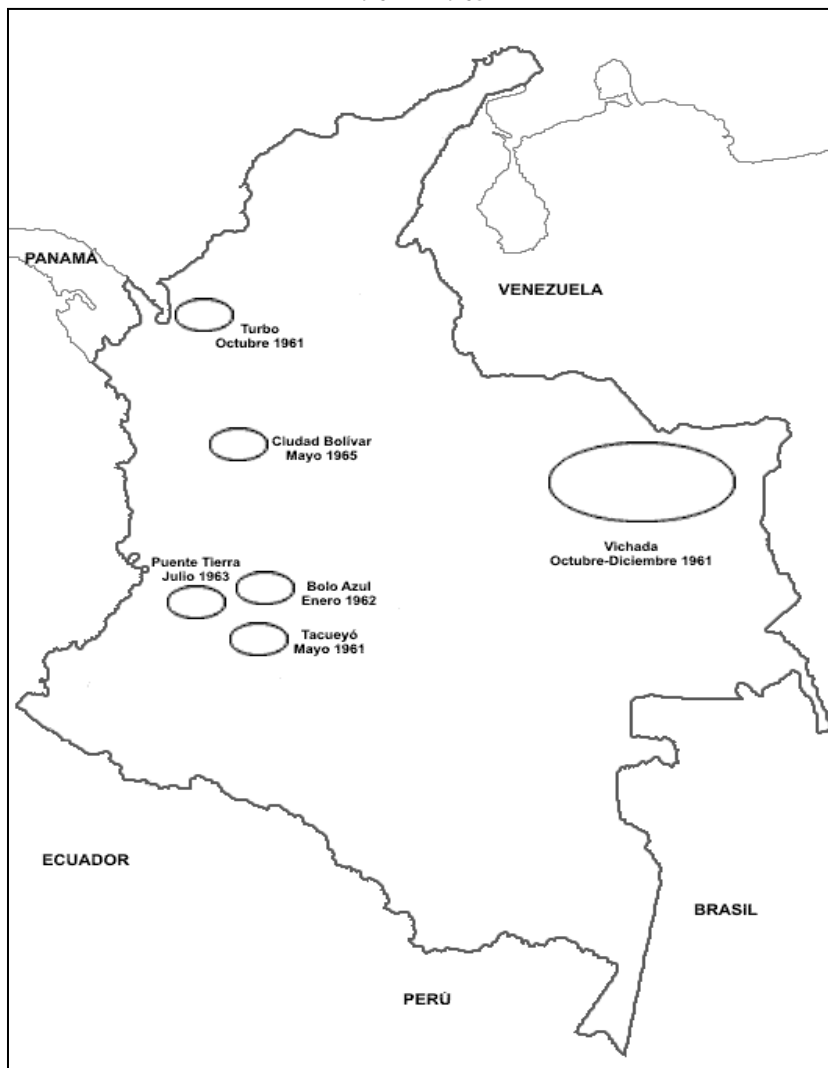 PANAMÁ
VENEZUELA
Turbo
Octubre 1961
Ciudad Bolívar
Mayo 1965
Vichada
Octubre-Diciembre 1961
Puente Tierra
Julio 1963
Bolo Azul
Enero 1962
Tacueyó
Mayo 1961
ECUADOR
BRASIL
PERÚ